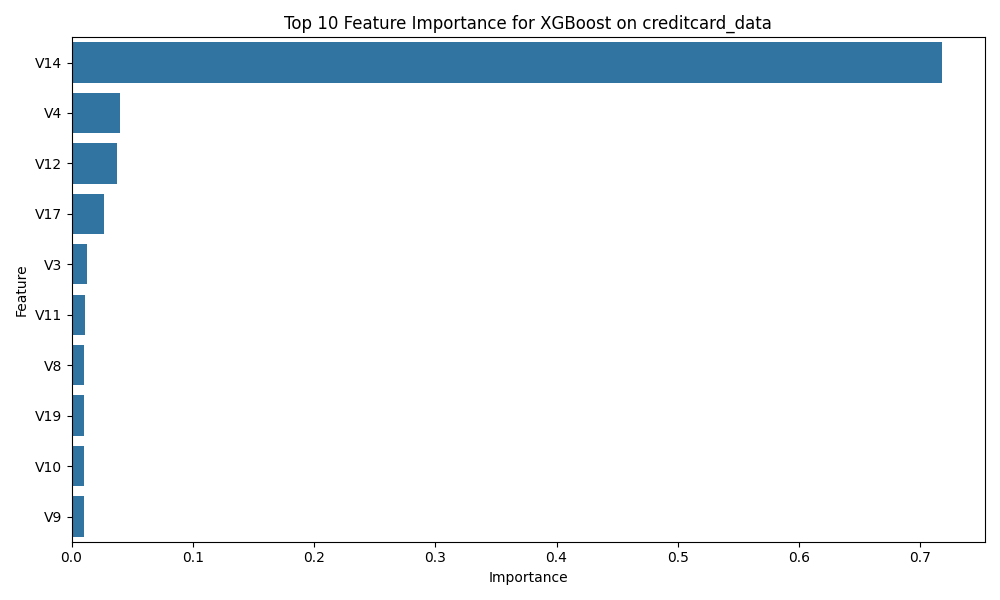 Top 10 Feature Importance for XGBoost on creditcard_data
V14
V4
V12
V17
V3
V11
V8
V19
V10
V9
Feature
0.0 0.1 0.2 0.3 0.4 0.5 0.6 0.7
Importance